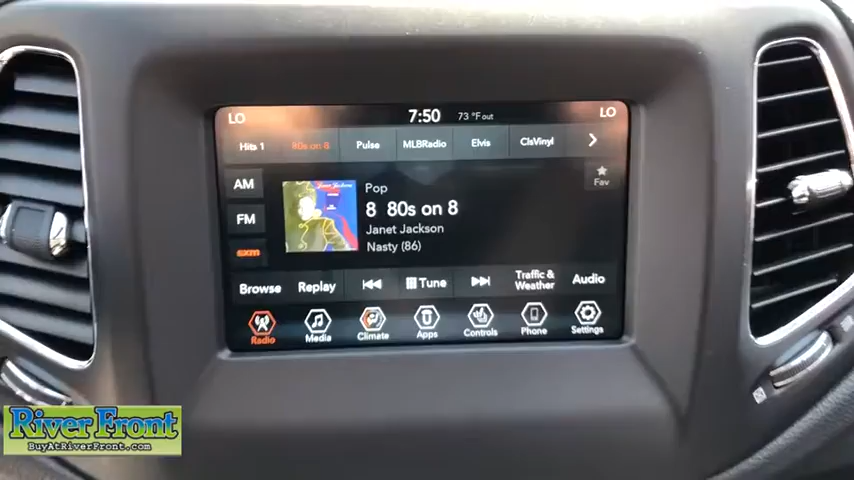 LO 7:50 73 °F out LO
Hits 1 80s on 8 Pulse MLBRadio Elvis ClsVinyl
AM
FM
sxm
Pop
8 80s on 8
Janet Jackson
Nasty (86)
Fav
Browse Replay Tune Traffic & Weather Audio
Radio Media Climate Apps Controls Phone Settings
River Front
BuyAtRiverFront.com